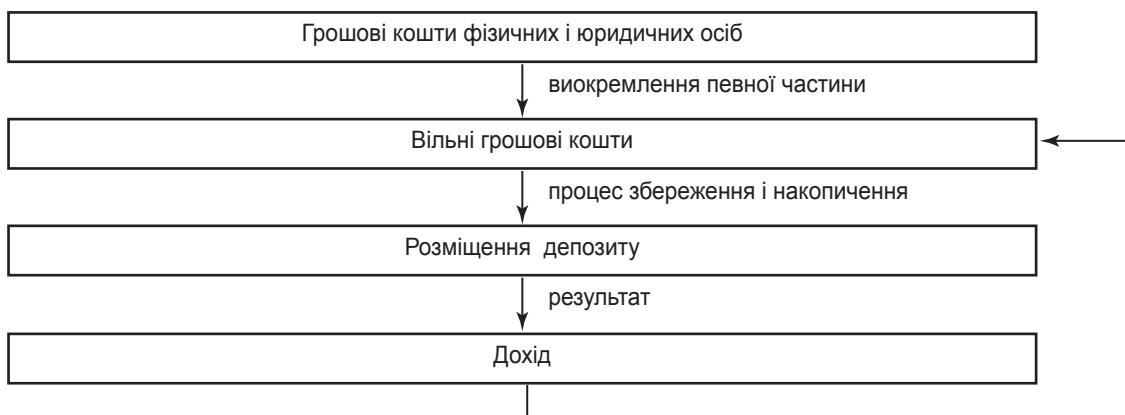 Грошові кошти фізичних і юридичних осіб
виокремлення певної частини
Вільні грошові кошти
процес збереження і накопичення
Розміщення депозиту
результат
Дохід